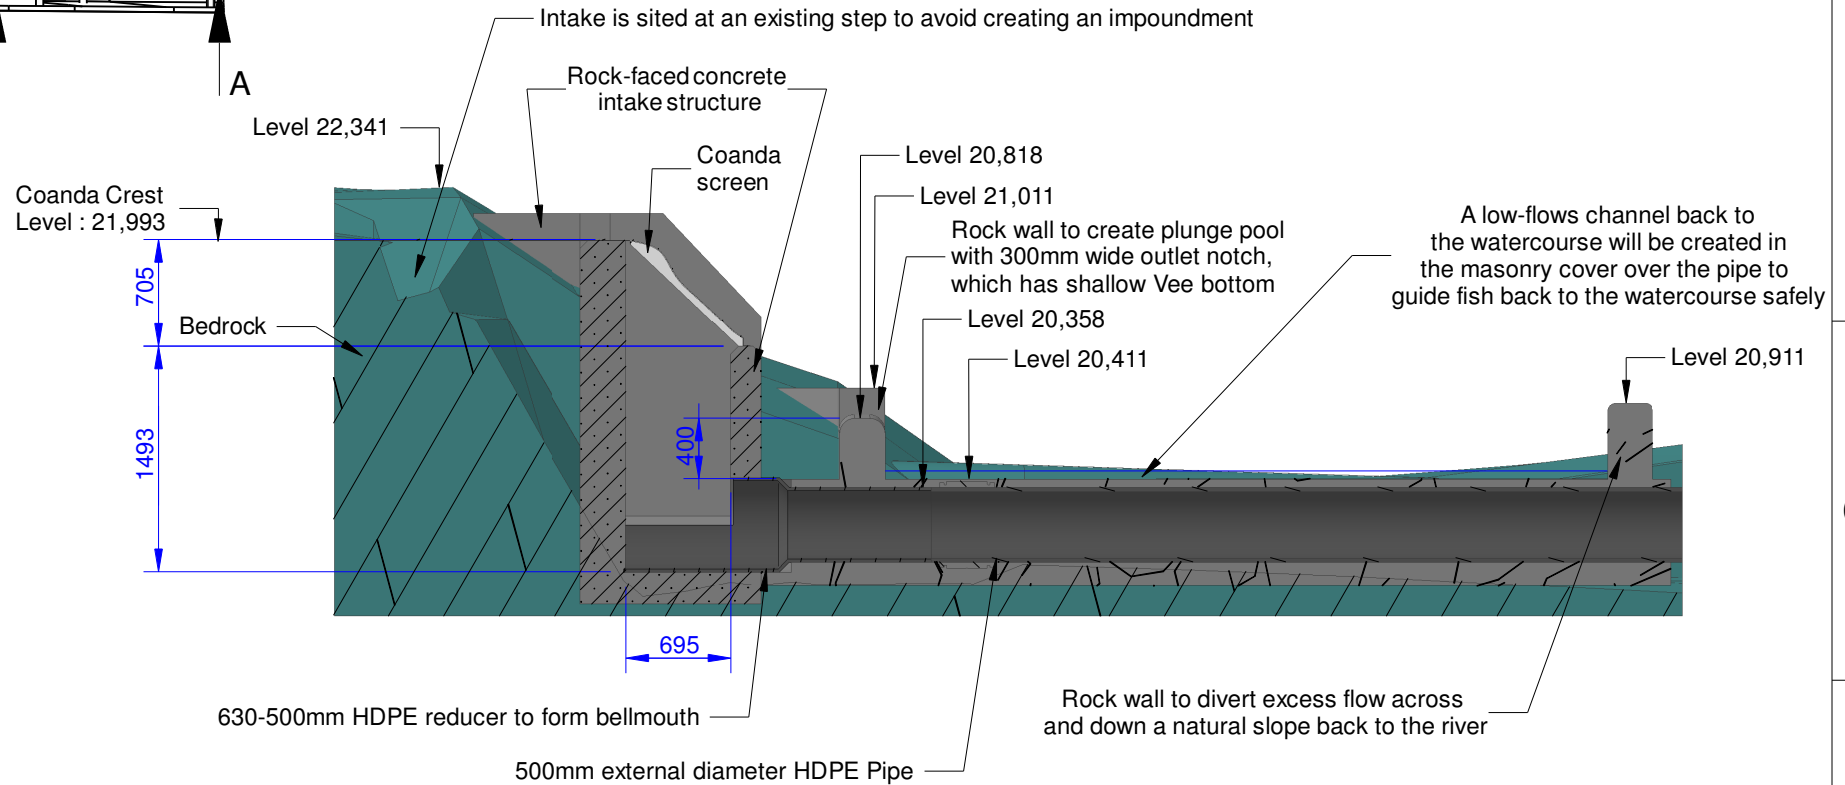 Intake is sited at an existing step to avoid creating an impoundment
A
Rock-faced concrete
intake structure
Level 22,341
Coanda
screen
Level 20,818
Coanda Crest
Level : 21,993
Level 21,011
Rock wall to create plunge pool
with 300mm wide outlet notch,
which has shallow Vee bottom
A low-flows channel back to
the watercourse will be created in
the masonry cover over the pipe to
guide fish back to the watercourse safely
705
Bedrock
Level 20,358
Level 20,411
Level 20,911
1493
400
695
630-500mm HDPE reducer to form bellmouth
Rock wall to divert excess flow across
and down a natural slope back to the river
500mm external diameter HDPE Pipe